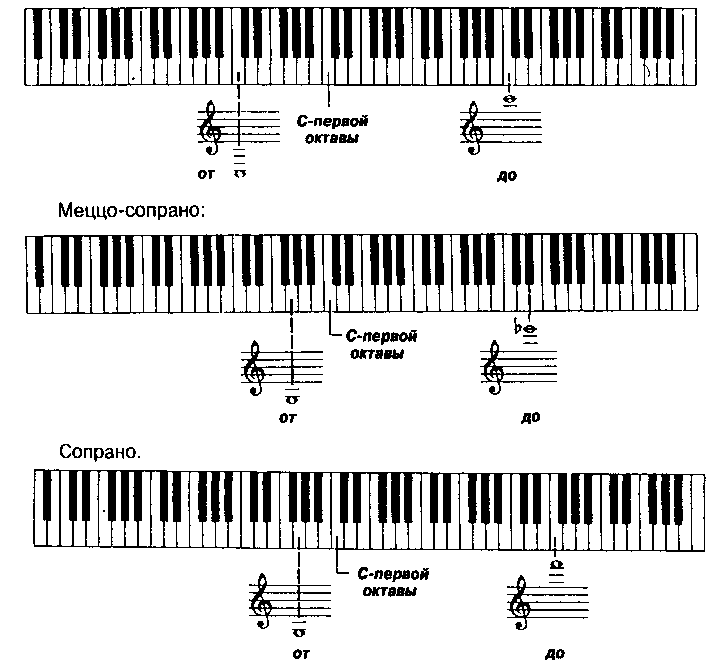 С-первой
октавы
от
до
Меццо-сопрано:
С-первой
октавы
от
до
Сопрано.
С-первой
октавы
от
до